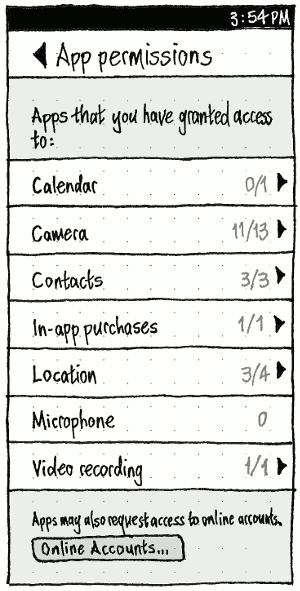 3:54PM
App permissions
Apps that you have granted access
to:
Calendar 0/1
Camera 11/13
Contacts 3/3
In-app purchases 1/1
Location 3/4
Microphone 0
Video recording 1/1
Apps may also request access to online accounts.
Online Accounts...